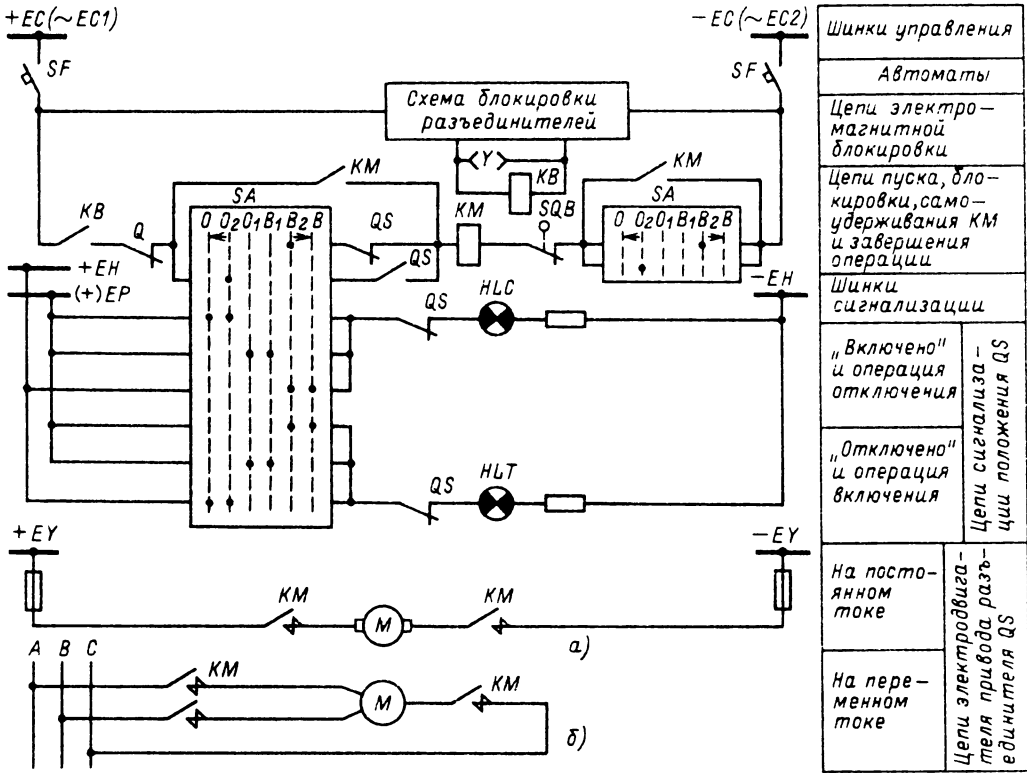 +EC(~EC1)
−EC(~EC2)
SF
SF
Схема блокировки
разъединителей
Y
KB
KM
SA
O O₂ O₁ B₁ B₂ B
KB
Q
QS
QS
KM
SQB
KM
SA
O O₂ O₁ B₁ B₂ B
+EH
(+)EP
−EH
QS
HLC
QS
HLT
+EY
−EY
KM
M
KM
а)
A B C
KM
M
KM
б)
Шинки управления
Автоматы
Цепи электро−
магнитной
блокировки
Цепи пуска, бло−
кировки, само−
удерживания КМ
и завершения
операции
Шинки
сигнализации
„Включено"
и операция
отключения
„Отключено"
и операция
включения
Цепи сигнализа−
ции положения QS
На посто−
янном
токе
На пере−
менном
токе
Цепи электродвига−
теля привода разъ−
единителя QS